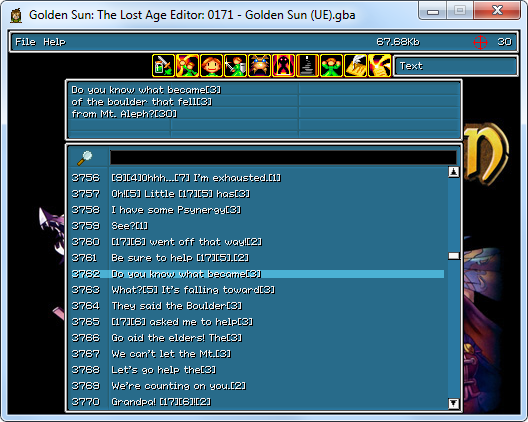 Golden Sun: The Lost Age Editor: 0171 - Golden Sun (UE).gba
File Help 67.68Kb 30
Text
Do you know what became[3]
of the boulder that fell[3]
from Mt. Aleph?[30]
3756 [9][4]Ohhh...[7] I'm exhausted.[1]
3757 Oh![5] Little [17][5] has[3]
3758 I have some Psynergy[3]
3759 See?[1]
3760 [17][6] went off that way![2]
3761 Be sure to help [17][5].[2]
3762 Do you know what became[3]
3763 What?[5] It's falling toward[3]
3764 They said the Boulder[3]
3765 [17][6] asked me to help[3]
3766 Go aid the elders! The[3]
3767 We can't let the Mt.[3]
3768 Let's go help the[3]
3769 We're counting on you.[2]
3770 Grandpa! [17][6]![2]